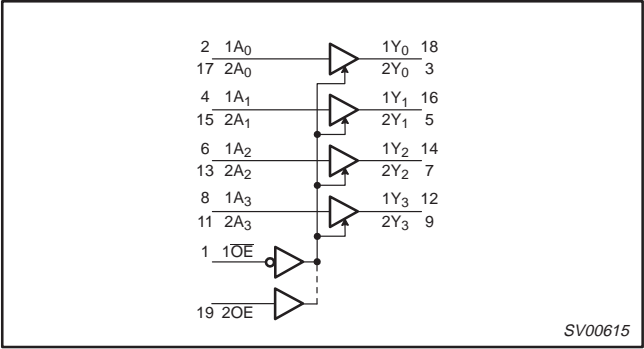 2 1A0 1Y0 18
17 2A0 2Y0 3
4 1A1 1Y1 16
15 2A1 2Y1 5
6 1A2 1Y2 14
13 2A2 2Y2 7
8 1A3 1Y3 12
11 2A3 2Y3 9
1 1O̅E̅
19 2OE
SV00615